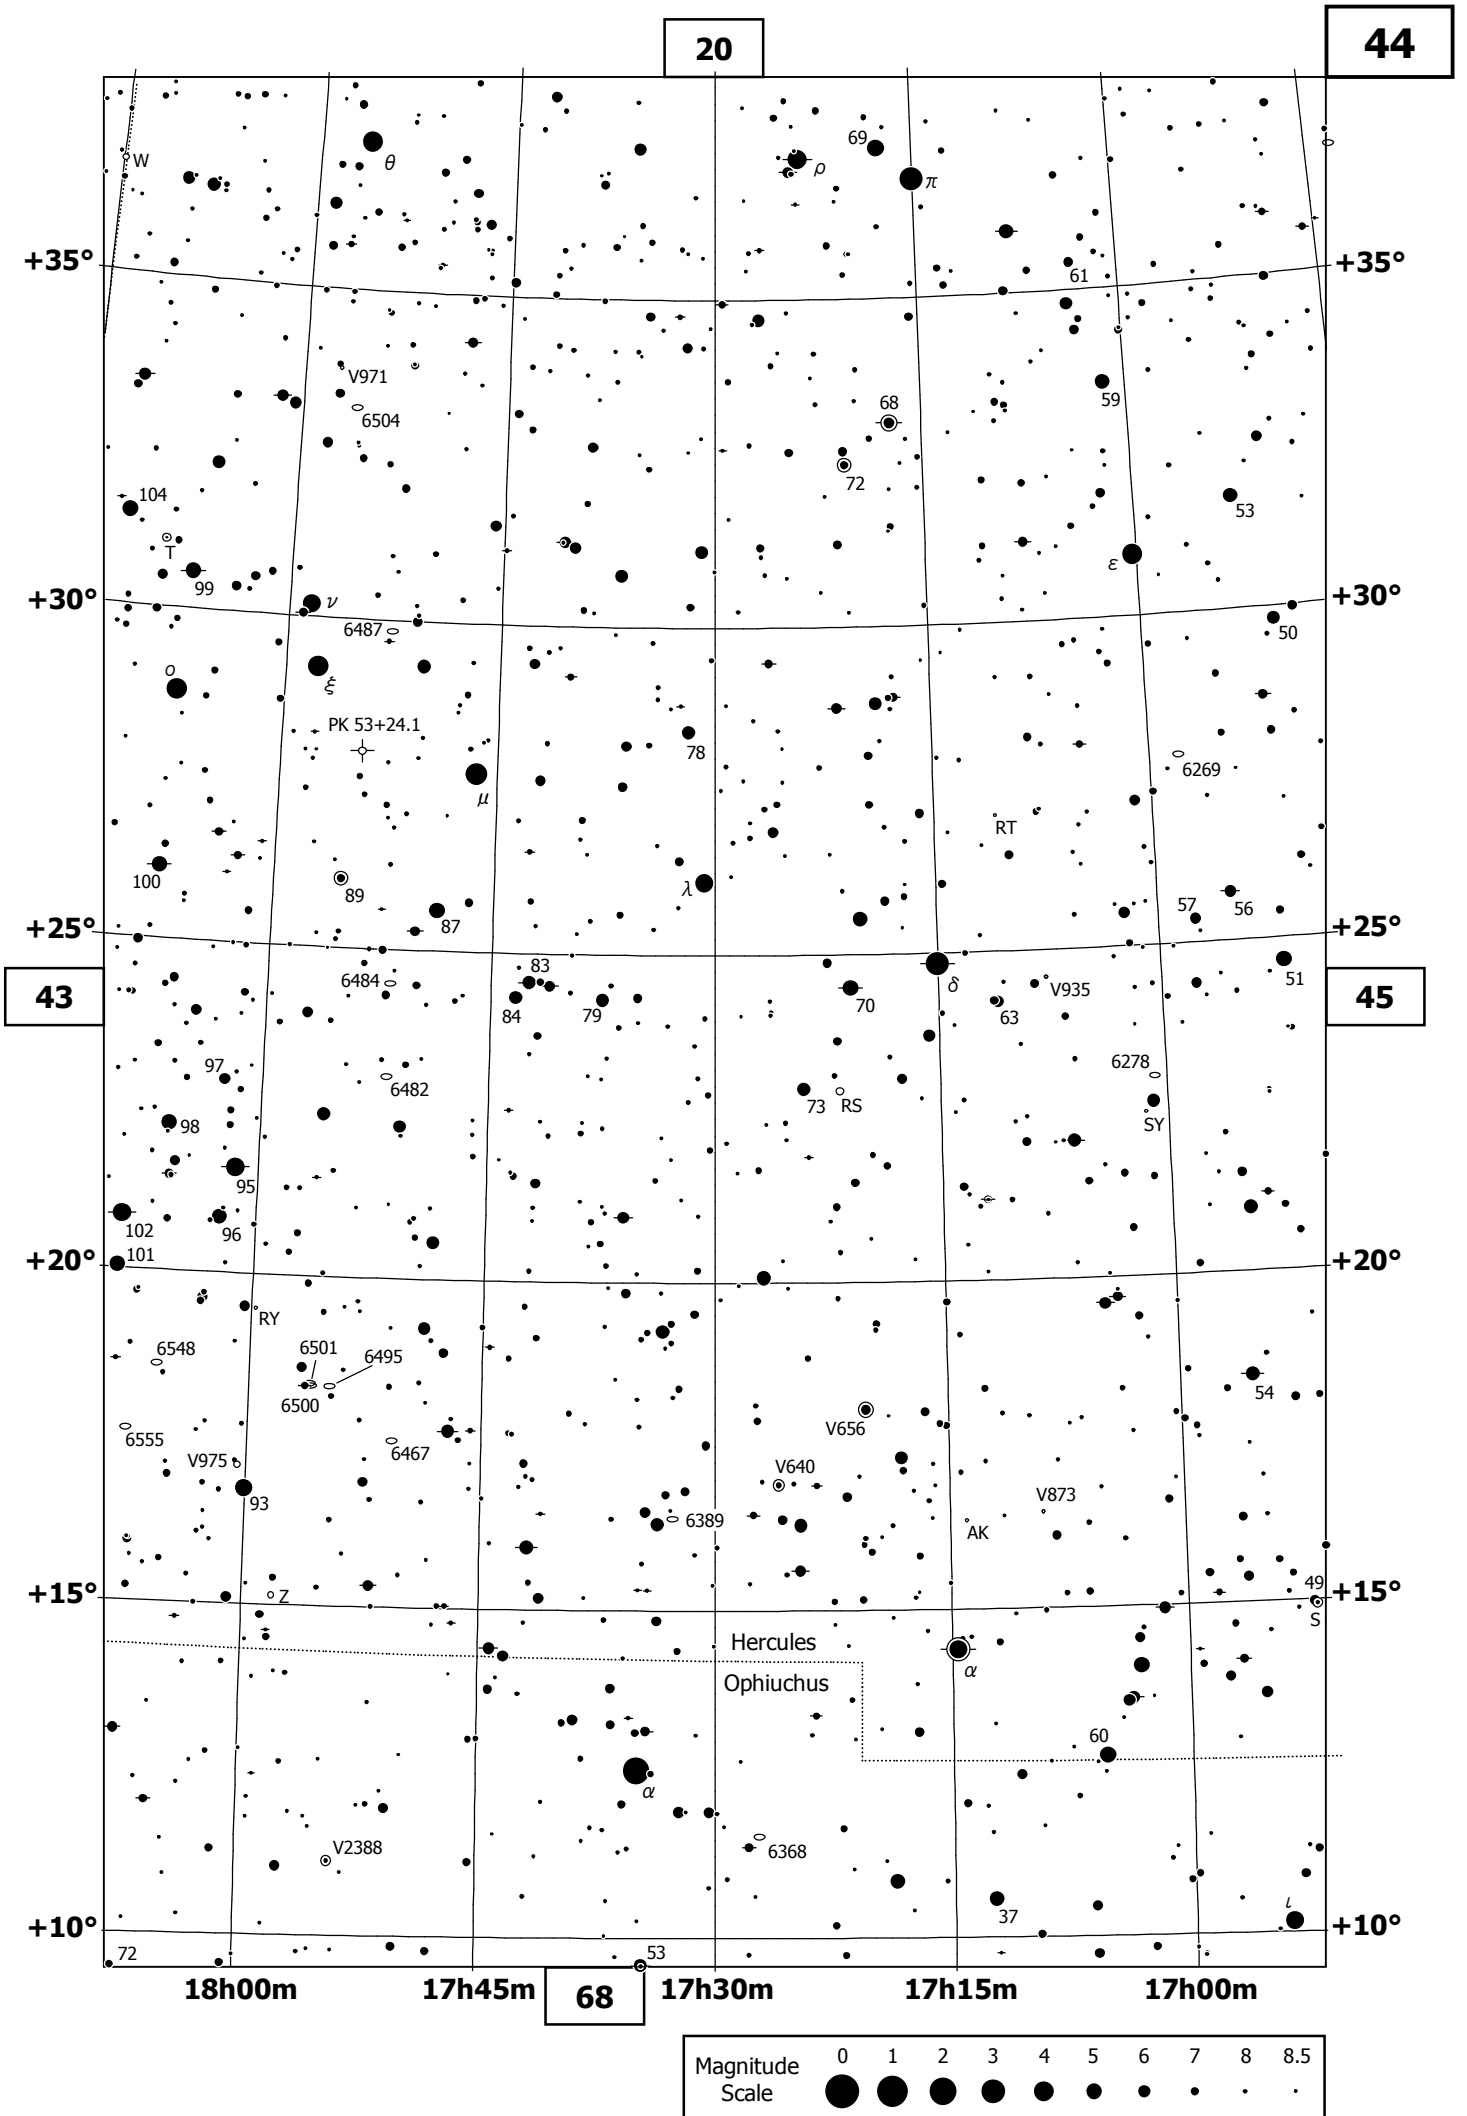 20
44
69
ρ
W
θ
π
+35°
+35°
61
V971
59
68
6504
72
104
53
T
ε
99
+30°
ν
+30°
6487
50
ο
ξ
PK 53+24.1
78
6269
μ
RT
100
89
λ
57
56
87
+25°
+25°
83
51
6484
δ
V935
43
84
79
70
63
45
97
6482
6278
73
RS
98
SY
95
102
96
101
+20°
+20°
RY
6548
6501
6495
54
6500
V656
6555
6467
V975
V640
93
V873
6389
AK
49
+15°
Z
+15°
S
Hercules
α
Ophiuchus
60
α
V2388
6368
37
ι
+10°
+10°
72
53
18h00m
17h45m
17h30m
17h15m
17h00m
68
Magnitude
Scale
0 1 2 3 4 5 6 7 8 8.5